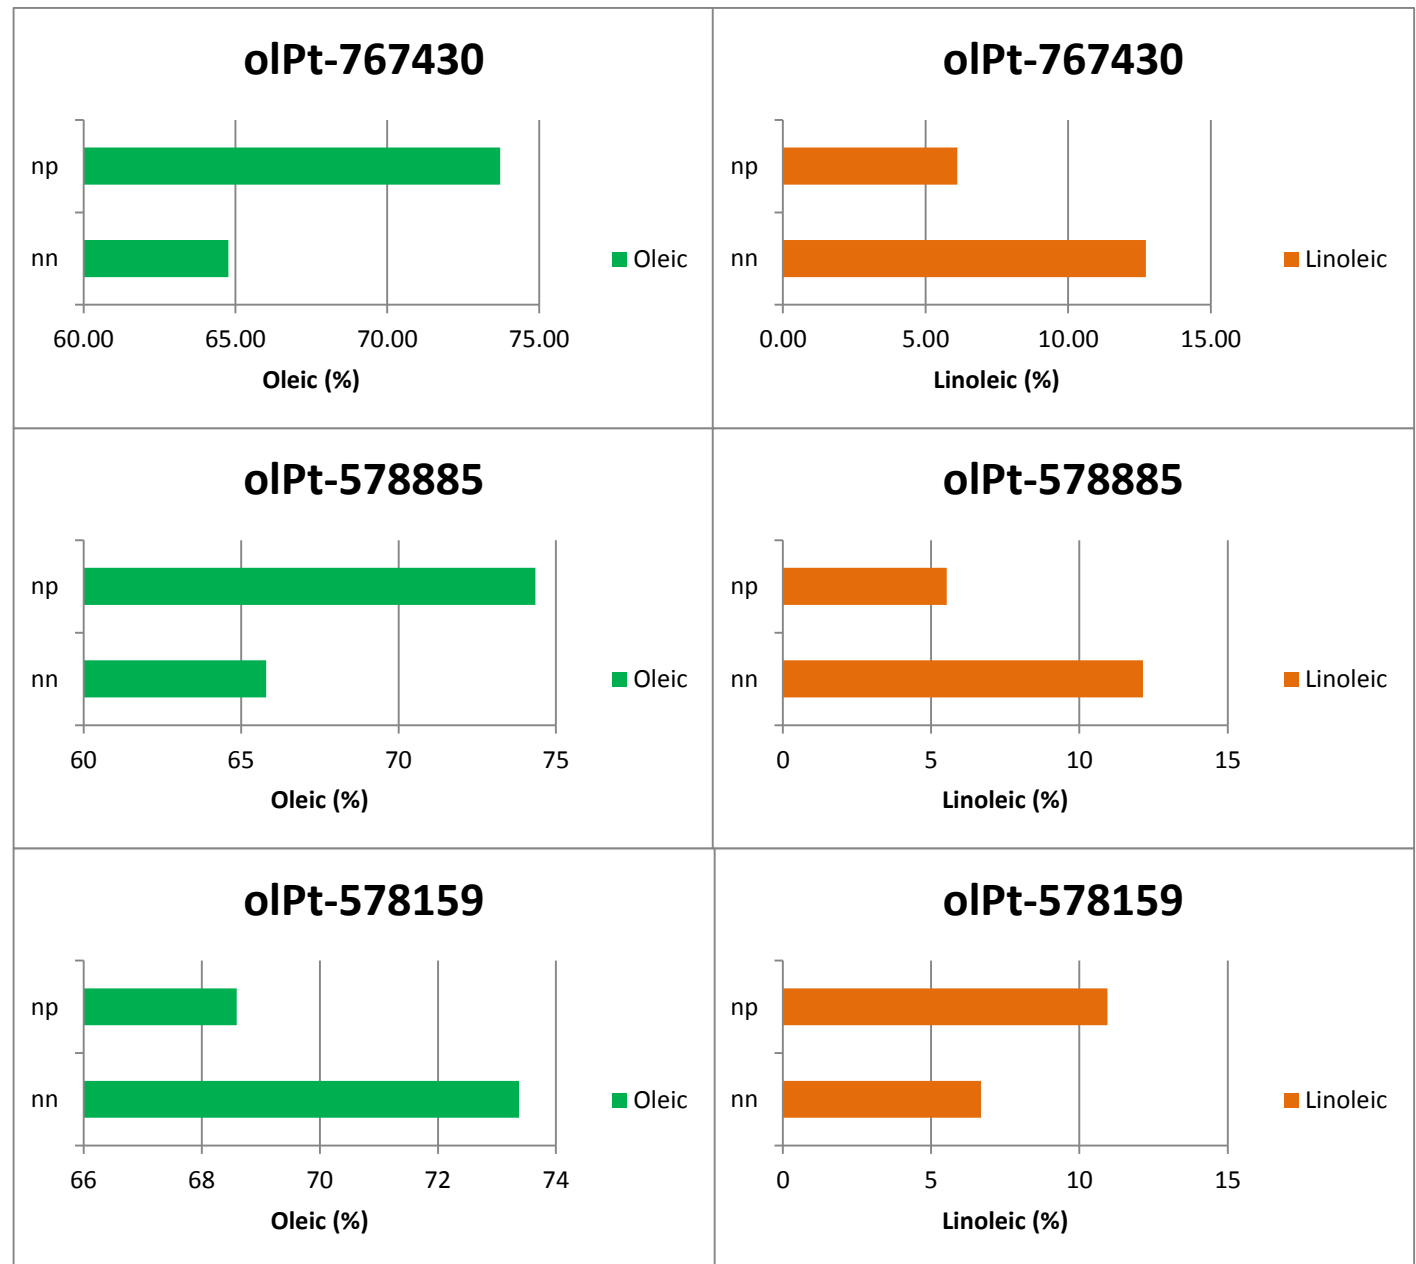 olPt-767430
np
nn
Oleic
60.00 65.00 70.00 75.00
Oleic (%)
olPt-767430
Linoleic
0.00 5.00 10.00 15.00
Linoleic (%)
olPt-578885
np
nn
Oleic
60 65 70 75
Oleic (%)
olPt-578885
np
nn
Linoleic
0 5 10 15
Linoleic (%)
olPt-578159
np
nn
Oleic
66 68 70 72 74
Oleic (%)
olPt-578159
np
nn
Linoleic
0 5 10 15
Linoleic (%)